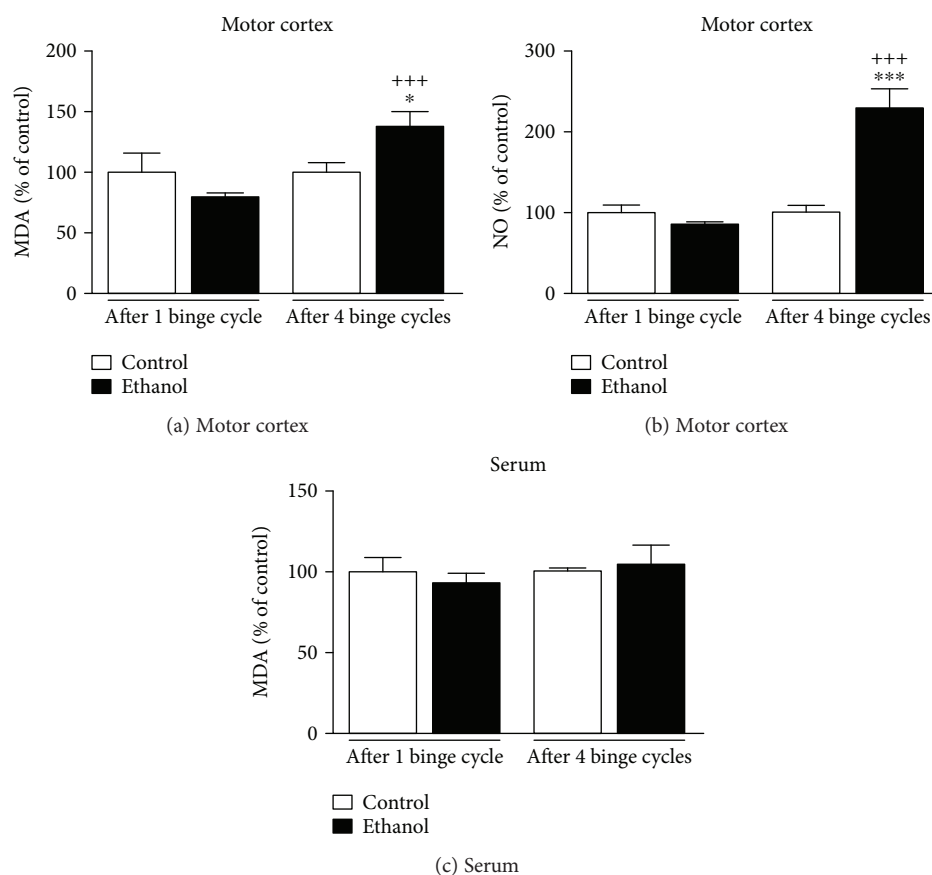 Motor cortex
200
150
100
50
0
MDA (% of control)
+++
*
After 1 binge cycle
After 4 binge cycles
Control
Ethanol
(a) Motor cortex
Motor cortex
300
200
100
0
NO (% of control)
+++
***
After 1 binge cycle
After 4 binge cycles
Control
Ethanol
(b) Motor cortex
Serum
150
100
50
0
MDA (% of control)
After 1 binge cycle
After 4 binge cycles
Control
Ethanol
(c) Serum